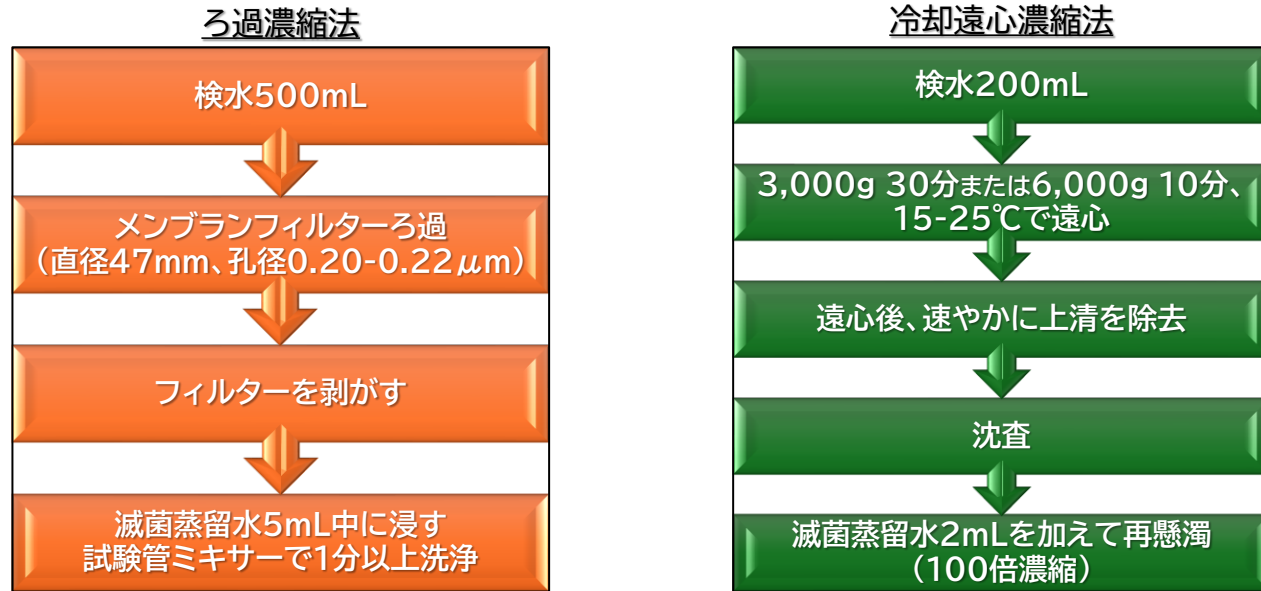 ろ過濃縮法
検水500mL
メンブランフィルターろ過
(直径47mm、孔径0.20-0.22μm)
フィルターを剥がす
滅菌蒸留水5mL中に浸す
試験管ミキサーで1分以上洗浄
冷却遠心濃縮法
検水200mL
3,000g 30分または6,000g 10分、
15-25℃で遠心
遠心後、速やかに上清を除去
沈査
滅菌蒸留水2mLを加えて再懸濁
(100倍濃縮)